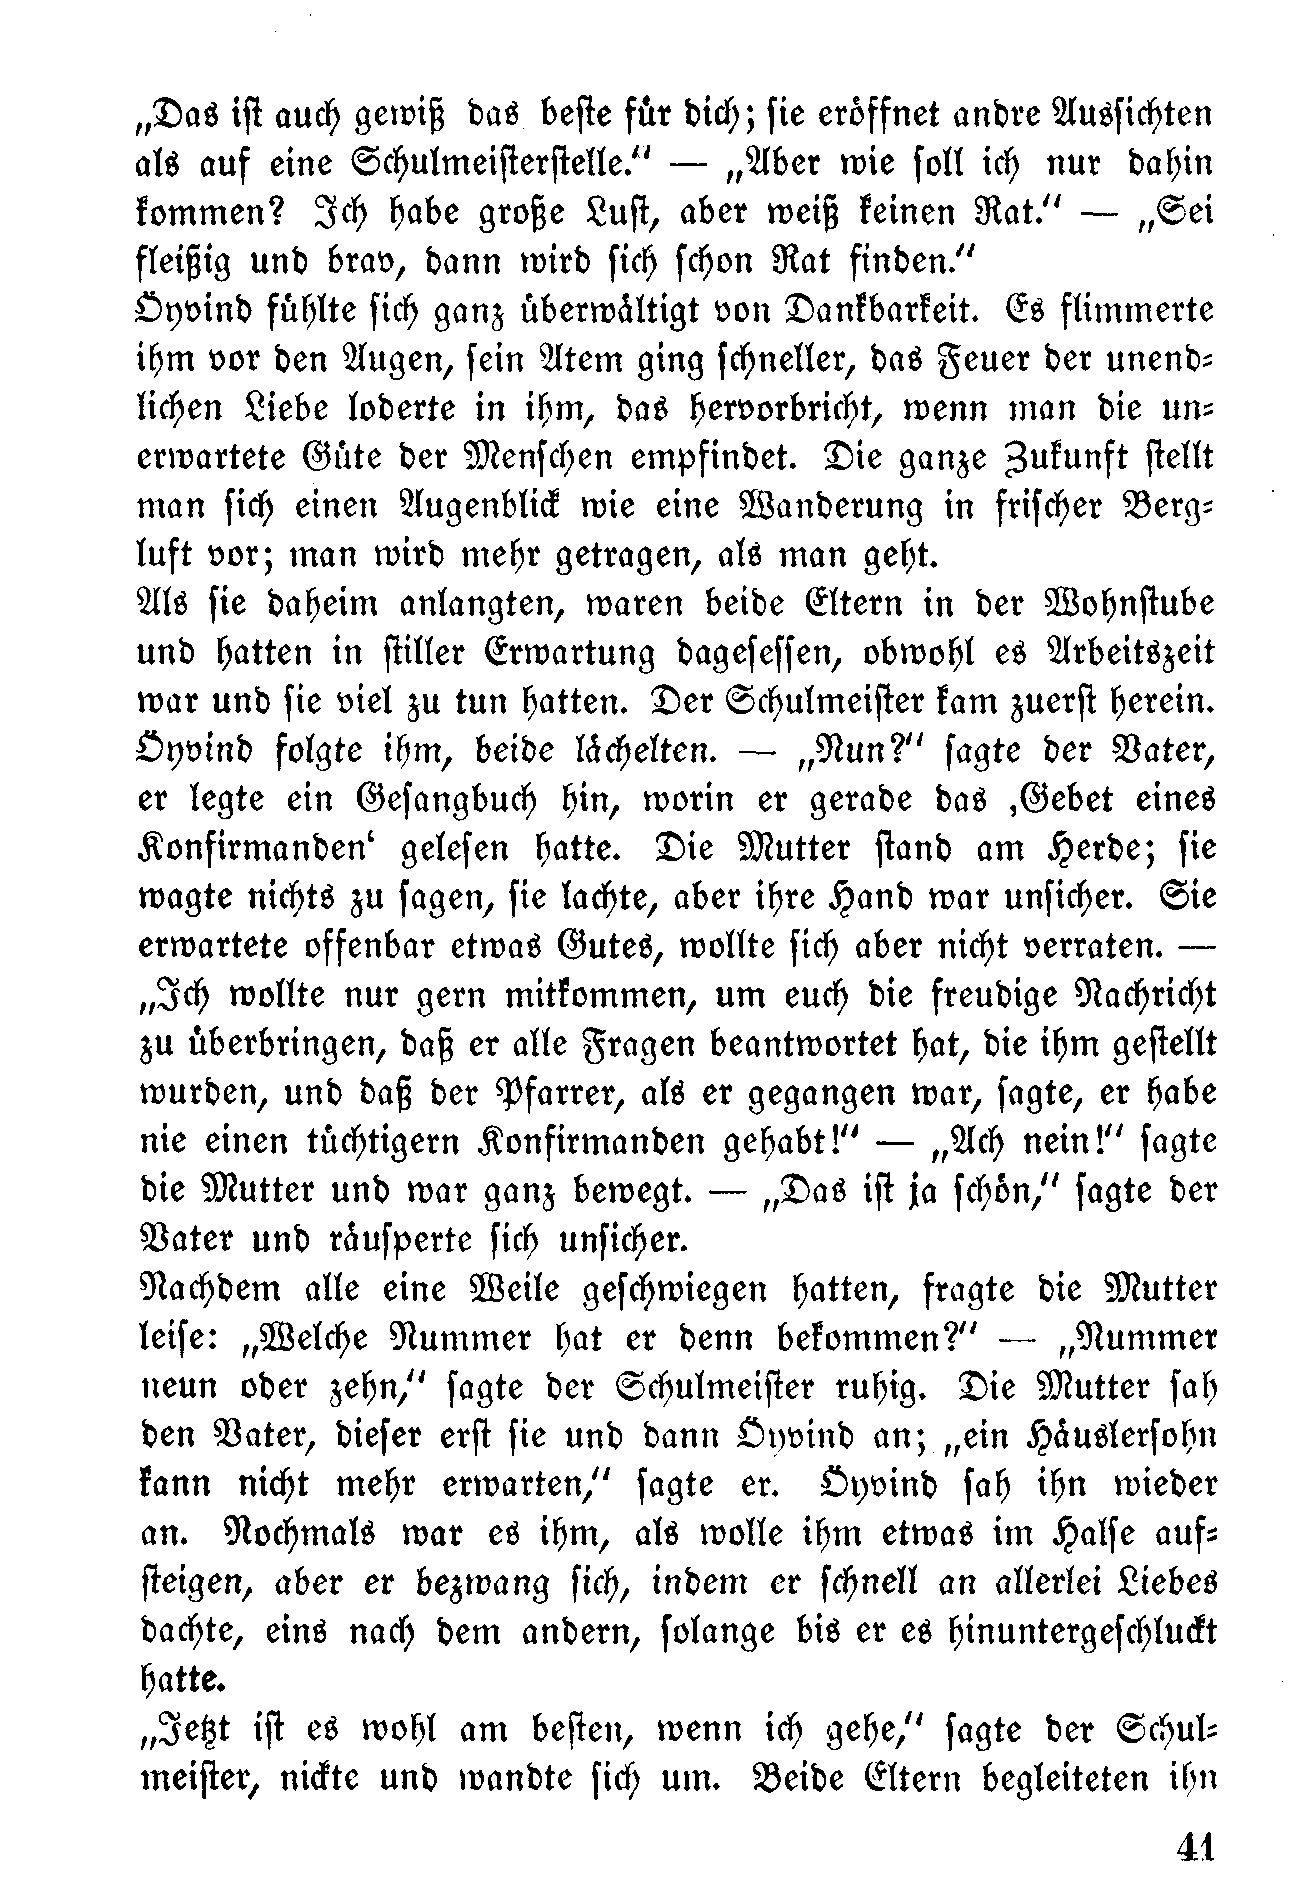 „Das ist auch gewiß das beste für dich; sie eröffnet andre Aussichten
als auf eine Schulmeisterstelle.“ — „Aber wie soll ich nur dahin
kommen? Ich habe große Lust, aber weiß keinen Rat.“ — „Sei
fleißig und brav, dann wird sich schon Rat finden.“
Öyvind fühlte sich ganz überwältigt von Dankbarkeit. Es flimmerte
ihm vor den Augen, sein Atem ging schneller, das Feuer der unend-
lichen Liebe loderte in ihm, das hervorbricht, wenn man die un-
erwartete Güte der Menschen empfindet. Die ganze Zukunft stellt
man sich einen Augenblick wie eine Wanderung in frischer Berg-
luft vor; man wird mehr getragen, als man geht.
Als sie daheim anlangten, waren beide Eltern in der Wohnstube
und hatten in stiller Erwartung dagesessen, obwohl es Arbeitszeit
war und sie viel zu tun hatten. Der Schulmeister kam zuerst herein.
Öyvind folgte ihm, beide lächelten. — „Nun?“ sagte der Vater,
er legte ein Gesangbuch hin, worin er gerade das ‚Gebet eines
Konfirmanden‘ gelesen hatte. Die Mutter stand am Herde; sie
wagte nichts zu sagen, sie lachte, aber ihre Hand war unsicher. Sie
erwartete offenbar etwas Gutes, wollte sich aber nicht verraten. —
„Ich wollte nur gern mitkommen, um euch die freudige Nachricht
zu überbringen, daß er alle Fragen beantwortet hat, die ihm gestellt
wurden, und daß der Pfarrer, als er gegangen war, sagte, er habe
nie einen tüchtigern Konfirmanden gehabt!“ — „Ach nein!“ sagte
die Mutter und war ganz bewegt. — „Das ist ja schön,“ sagte der
Vater und räusperte sich unsicher.
Nachdem alle eine Weile geschwiegen hatten, fragte die Mutter
leise: „Welche Nummer hat er denn bekommen?“ — „Nummer
neun oder zehn,“ sagte der Schulmeister ruhig. Die Mutter sah
den Vater, dieser erst sie und dann Öyvind an; „ein Häuslersohn
kann nicht mehr erwarten,“ sagte er. Öyvind sah ihn wieder
an. Nochmals war es ihm, als wolle ihm etwas im Halse auf-
steigen, aber er bezwang sich, indem er schnell an allerlei Liebes
dachte, eins nach dem andern, solange bis er es hinuntergeschluckt
hatte.
„Jetzt ist es wohl am besten, wenn ich gehe,“ sagte der Schul-
meister, nickte und wandte sich um. Beide Eltern begleiteten ihn
41